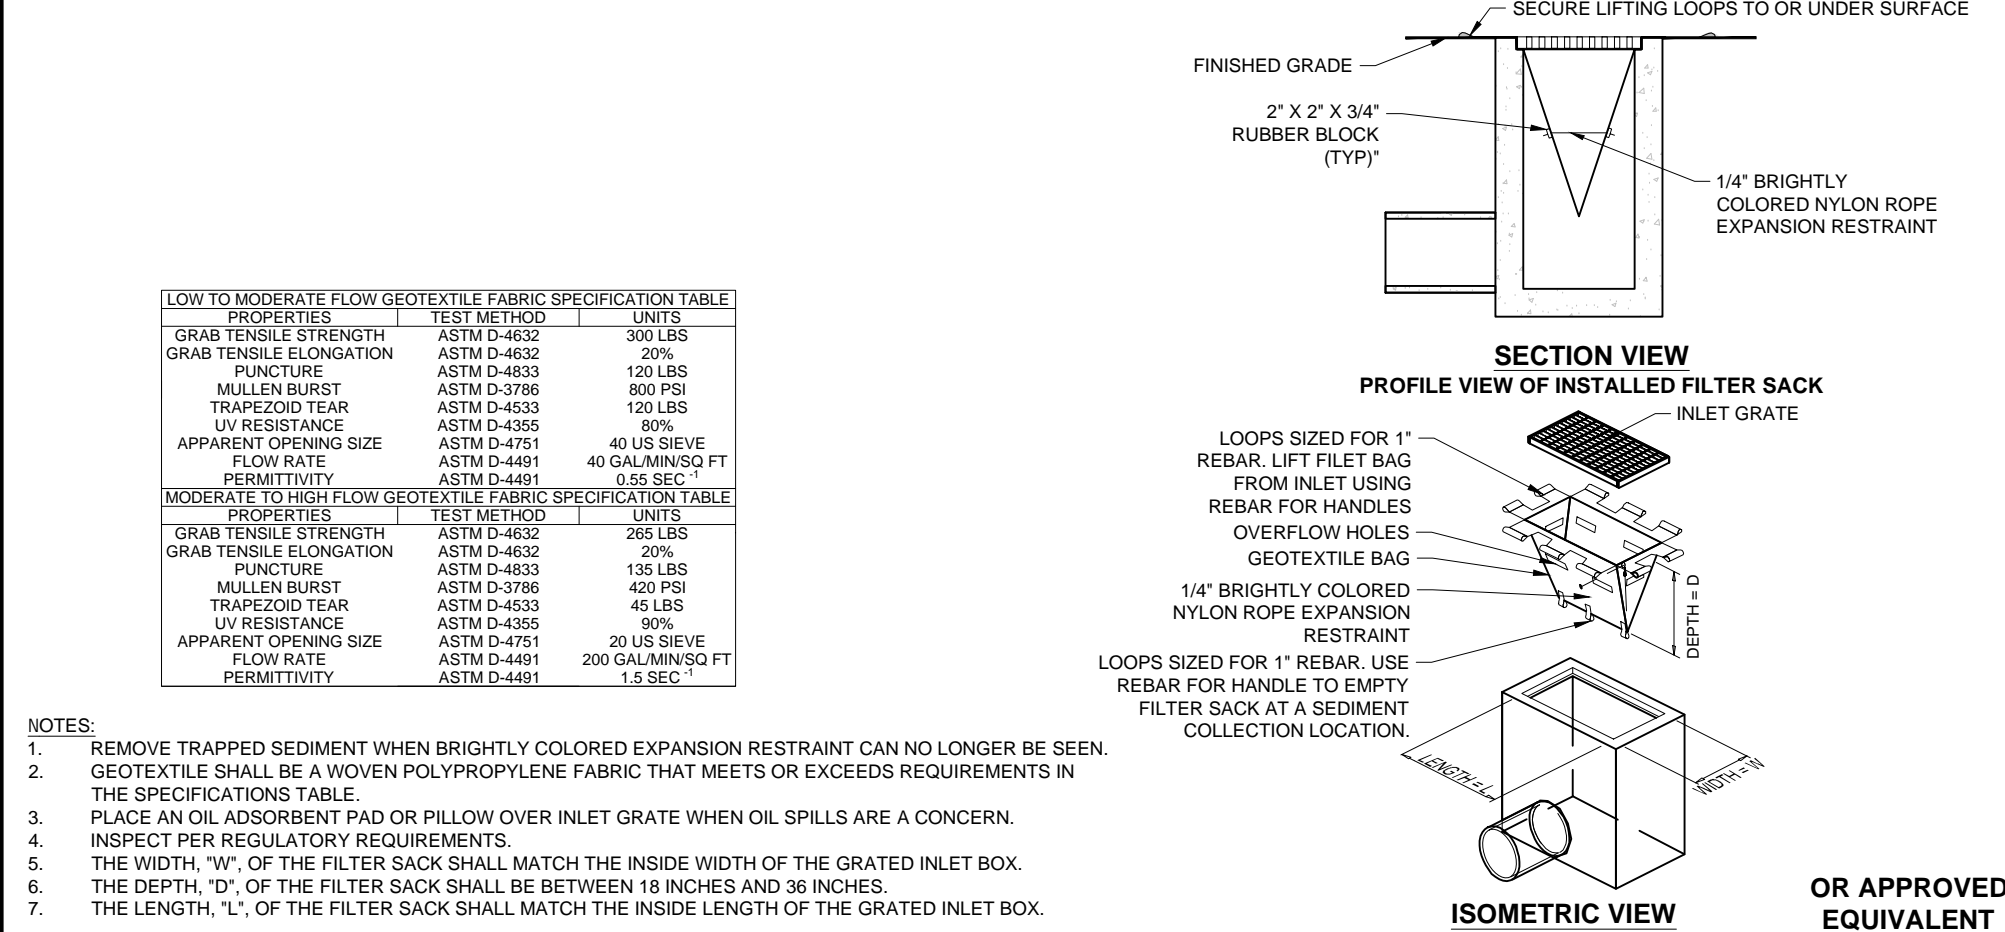 SECURE LIFTING LOOPS TO OR UNDER SURFACE
FINISHED GRADE
2" X 2" X 3/4"
RUBBER BLOCK
(TYP)"
1/4" BRIGHTLY
COLORED NYLON ROPE
EXPANSION RESTRAINT
SECTION VIEW
PROFILE VIEW OF INSTALLED FILTER SACK
LOW TO MODERATE FLOW GEOTEXTILE FABRIC SPECIFICATION TABLE
PROPERTIES TEST METHOD UNITS
GRAB TENSILE STRENGTH ASTM D-4632 300 LBS
GRAB TENSILE ELONGATION ASTM D-4632 20%
PUNCTURE ASTM D-4833 120 LBS
MULLEN BURST ASTM D-3786 800 PSI
TRAPEZOID TEAR ASTM D-4533 120 LBS
UV RESISTANCE ASTM D-4355 80%
APPARENT OPENING SIZE ASTM D-4751 40 US SIEVE
FLOW RATE ASTM D-4491 40 GAL/MIN/SQ FT
PERMITTIVITY ASTM D-4491 0.55 SEC -1
MODERATE TO HIGH FLOW GEOTEXTILE FABRIC SPECIFICATION TABLE
PROPERTIES TEST METHOD UNITS
GRAB TENSILE STRENGTH ASTM D-4632 265 LBS
GRAB TENSILE ELONGATION ASTM D-4632 20%
PUNCTURE ASTM D-4833 135 LBS
MULLEN BURST ASTM D-3786 420 PSI
TRAPEZOID TEAR ASTM D-4533 45 LBS
UV RESISTANCE ASTM D-4355 90%
APPARENT OPENING SIZE ASTM D-4751 20 US SIEVE
FLOW RATE ASTM D-4491 200 GAL/MIN/SQ FT
PERMITTIVITY ASTM D-4491 1.5 SEC -1
INLET GRATE
LOOPS SIZED FOR 1"
REBAR. LIFT FILET BAG
FROM INLET USING
REBAR FOR HANDLES
OVERFLOW HOLES
GEOTEXTILE BAG
1/4" BRIGHTLY COLORED
NYLON ROPE EXPANSION
RESTRAINT
LOOPS SIZED FOR 1" REBAR. USE
REBAR FOR HANDLE TO EMPTY
FILTER SACK AT A SEDIMENT
COLLECTION LOCATION.
DEPTH = D
LENGTH = L
WIDTH = W
ISOMETRIC VIEW
NOTES:
1. REMOVE TRAPPED SEDIMENT WHEN BRIGHTLY COLORED EXPANSION RESTRAINT CAN NO LONGER BE SEEN.
2. GEOTEXTILE SHALL BE A WOVEN POLYPROPYLENE FABRIC THAT MEETS OR EXCEEDS REQUIREMENTS IN
THE SPECIFICATIONS TABLE.
3. PLACE AN OIL ADSORBENT PAD OR PILLOW OVER INLET GRATE WHEN OIL SPILLS ARE A CONCERN.
4. INSPECT PER REGULATORY REQUIREMENTS.
5. THE WIDTH, "W", OF THE FILTER SACK SHALL MATCH THE INSIDE WIDTH OF THE GRATED INLET BOX.
6. THE DEPTH, "D", OF THE FILTER SACK SHALL BE BETWEEN 18 INCHES AND 36 INCHES.
7. THE LENGTH, "L", OF THE FILTER SACK SHALL MATCH THE INSIDE LENGTH OF THE GRATED INLET BOX.
OR APPROVED
EQUIVALENT